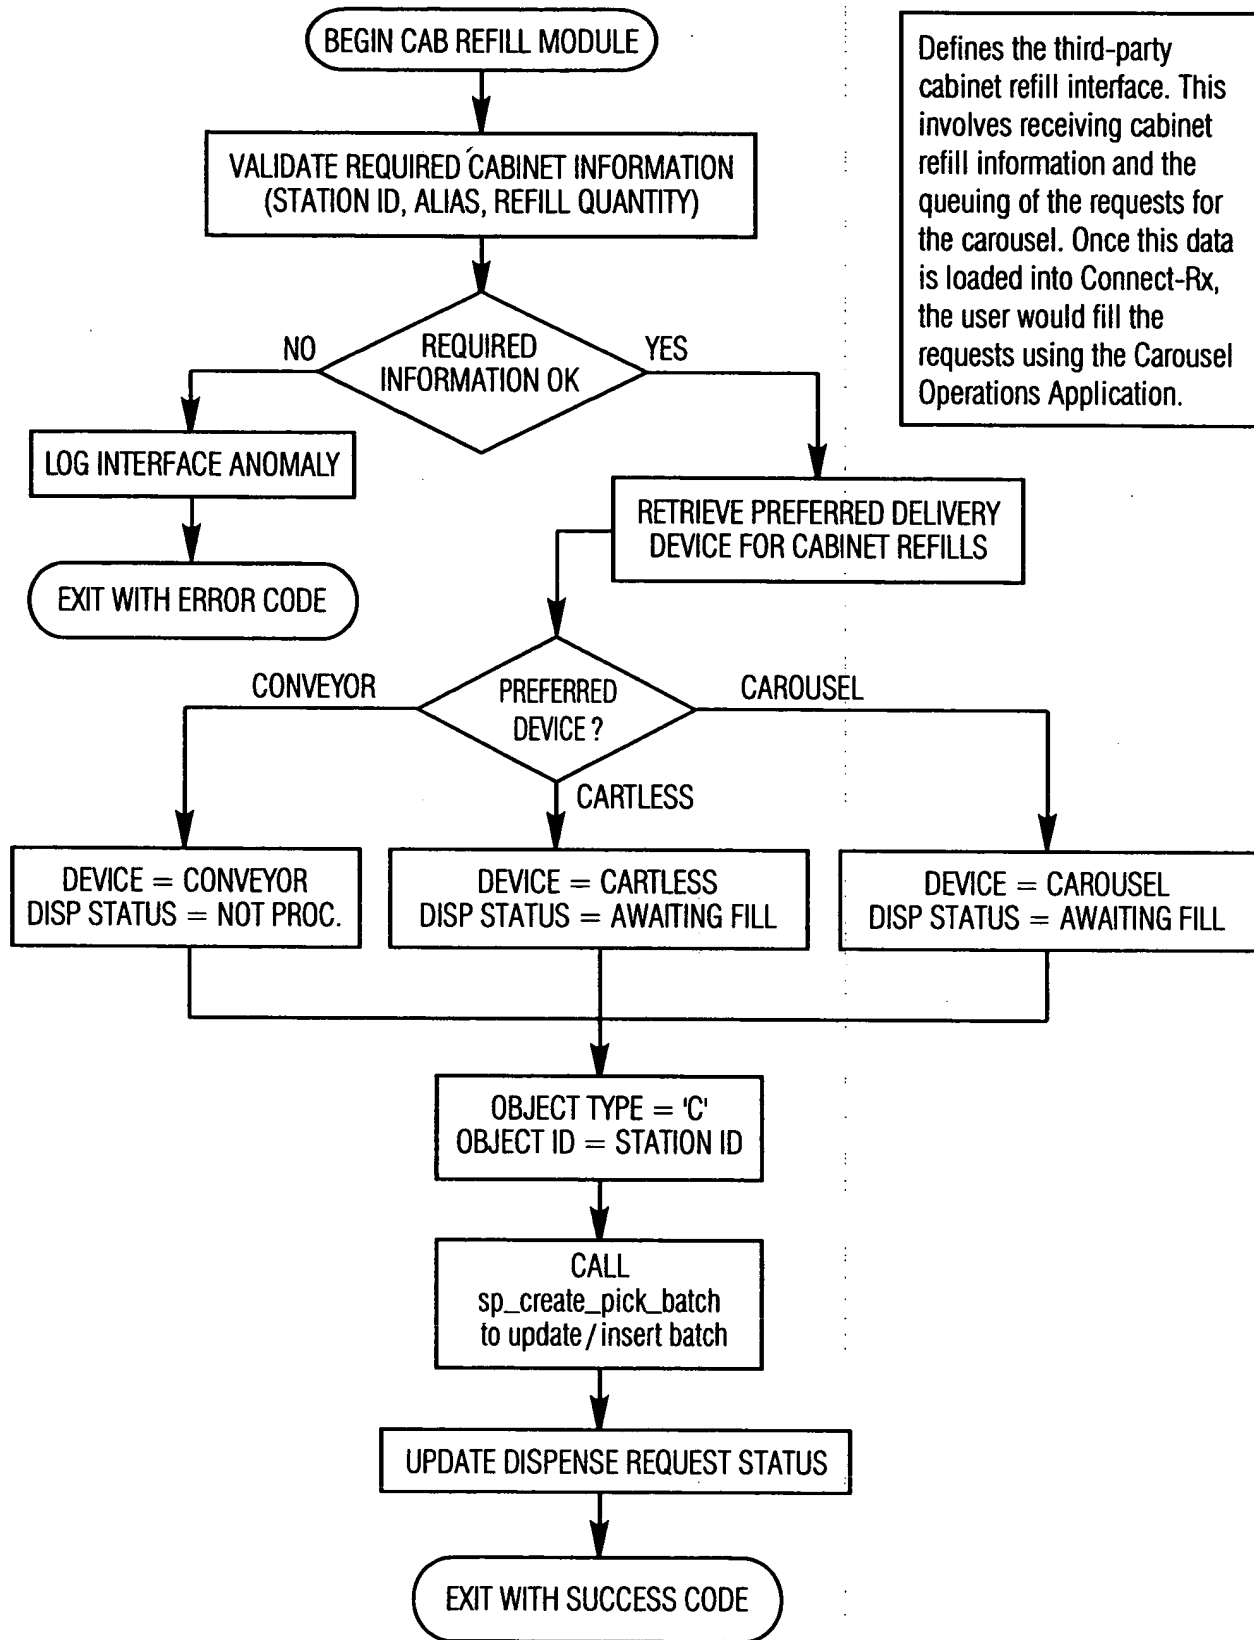 BEGIN CAB REFILL MODULE
Defines the third-party
cabinet refill interface. This
involves receiving cabinet
refill information and the
queuing of the requests for
the carousel. Once this data
is loaded into Connect-Rx,
the user would fill the
requests using the Carousel
Operations Application.
VALIDATE REQUIRED CABINET INFORMATION
(STATION ID, ALIAS, REFILL QUANTITY)
NO
REQUIRED
INFORMATION OK
YES
LOG INTERFACE ANOMALY
EXIT WITH ERROR CODE
RETRIEVE PREFERRED DELIVERY
DEVICE FOR CABINET REFILLS
CONVEYOR
PREFERRED
DEVICE ?
CAROUSEL
CARTLESS
DEVICE = CONVEYOR
DISP STATUS = NOT PROC.
DEVICE = CARTLESS
DISP STATUS = AWAITING FILL
DEVICE = CAROUSEL
DISP STATUS = AWAITING FILL
OBJECT TYPE = 'C'
OBJECT ID = STATION ID
CALL
sp_create_pick_batch
to update / insert batch
UPDATE DISPENSE REQUEST STATUS
EXIT WITH SUCCESS CODE